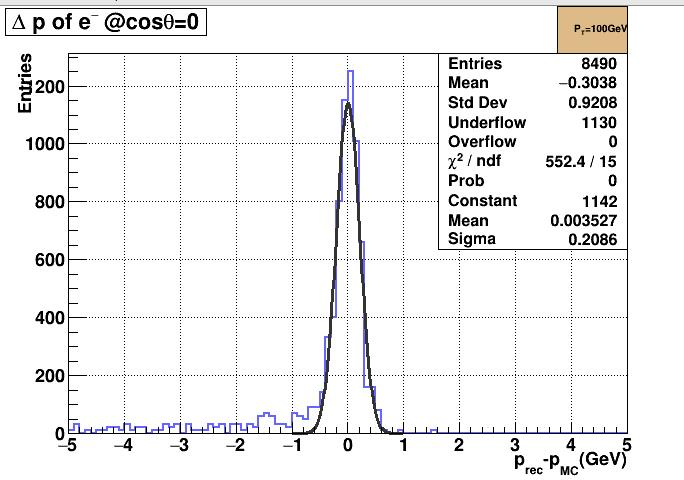 Δ p of e⁻ @cosθ=0
P_T=100GeV
Entries
Entries 8490
Mean −0.3038
Std Dev 0.9208
Underflow 1130
Overflow 0
χ² / ndf 552.4 / 15
Prob 0
Constant 1142
Mean 0.003527
Sigma 0.2086
1200
1000
800
600
400
200
0
−5 −4 −3 −2 −1 0 1 2 3 4 5
p_rec-p_MC(GeV)